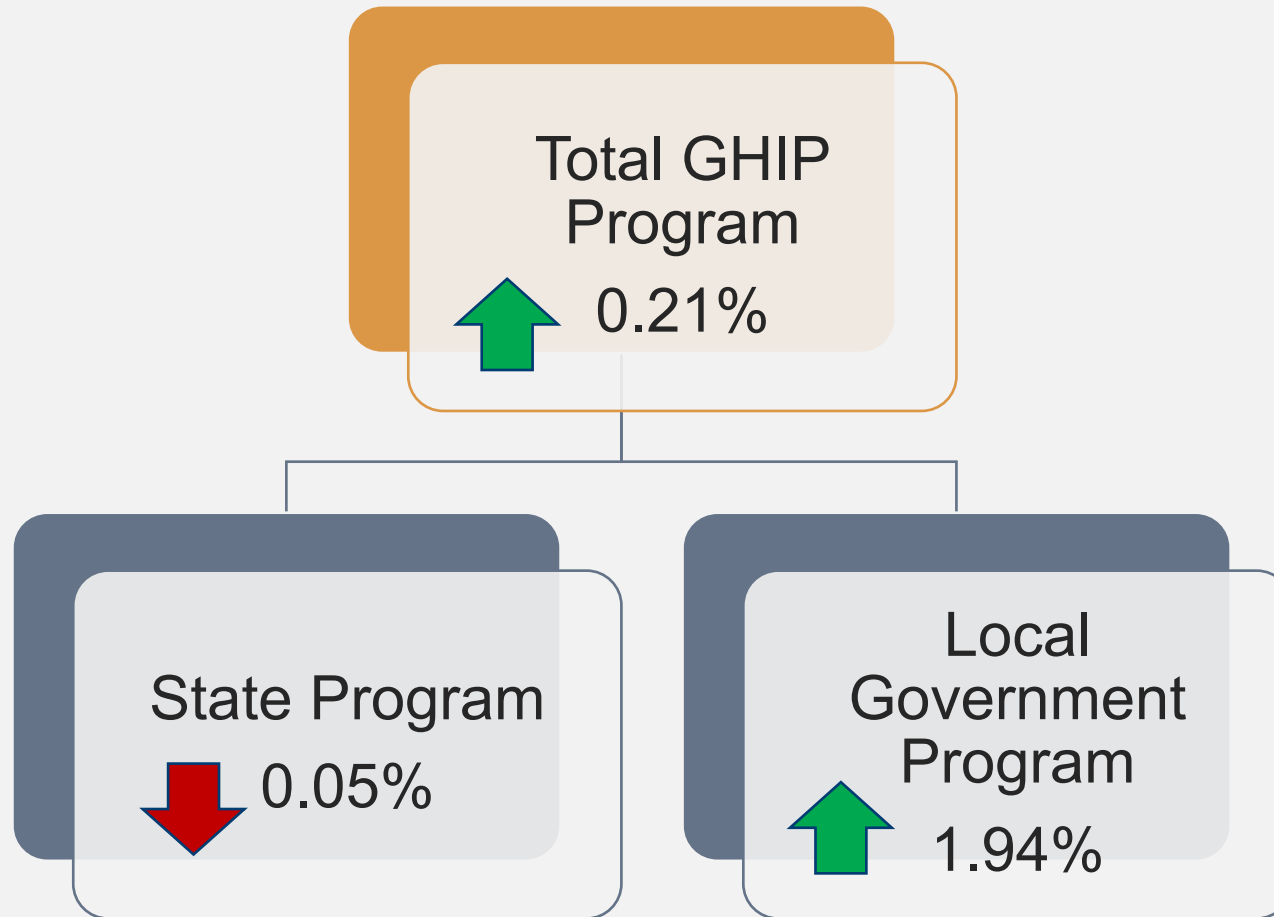 Total GHIP
Program
0.21%
State Program
0.05%
Local
Government
Program
1.94%